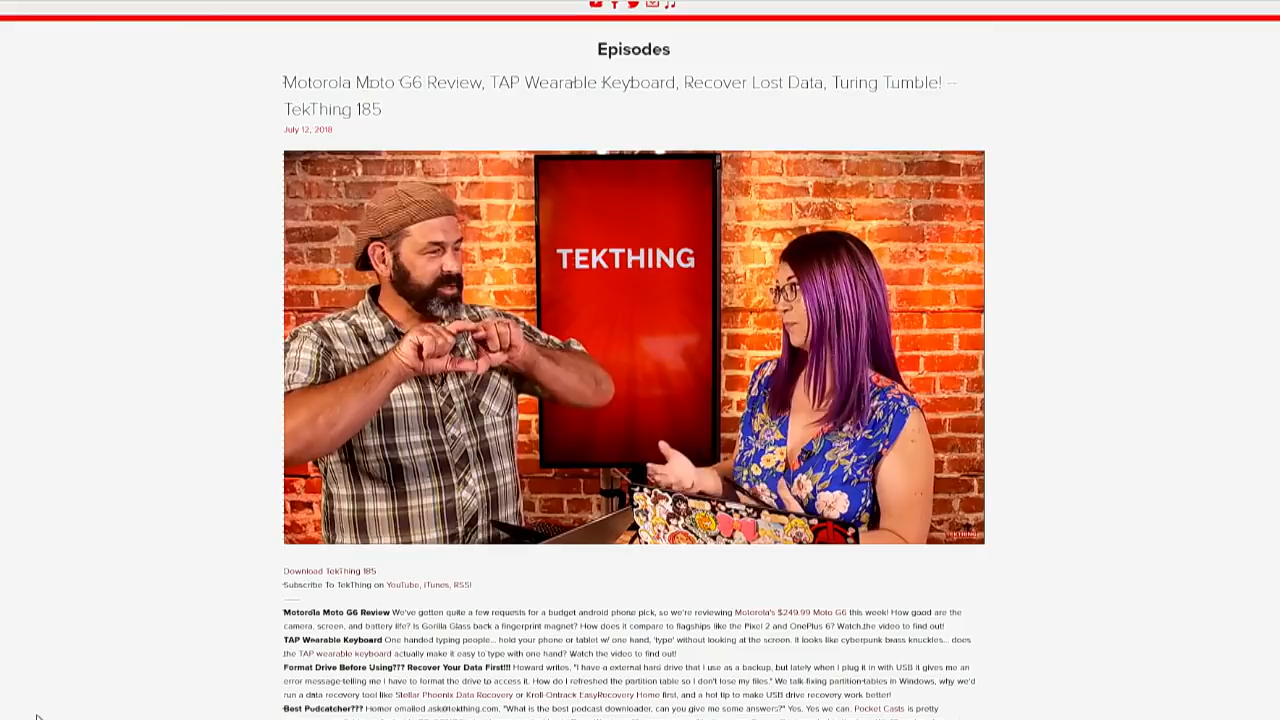 Episodes
Motorola Moto G6 Review, TAP Wearable Keyboard, Recover Lost Data, Turing Tumble! –
TekThing 185
July 12, 2018
TEKTHING
TEKTHING
Download TekThing 185
Subscribe To TekThing on YouTube, iTunes, RSS!
Motorola Moto G6 Review We've gotten quite a few requests for a budget android phone pick, so we're reviewing Motorola's $249.99 Moto G6 this week! How good are the
camera, screen, and battery life? Is Gorilla Glass back a fingerprint magnet? How does it compare to flagships like the Pixel 2 and OnePlus 6? Watch the video to find out!
TAP Wearable Keyboard One handed typing people... hold your phone or tablet w/ one hand, 'type' without looking at the screen. It looks like cyberpunk brass knuckles... does
the TAP wearable keyboard actually make it easy to type with one hand? Watch the video to find out!
Format Drive Before Using??? Recover Your Data First!!! Howard writes, "I have a external hard drive that I use as a backup, but lately when I plug it in with USB it gives me an
error message telling me I have to format the drive to access it. How do I refreshed the partition table so I don't lose my files." We talk fixing partition tables in Windows, why we'd
run a data recovery tool like Stellar Phoenix Data Recovery or Kroll-Ontrack EasyRecovery Home first, and a hot tip to make USB drive recovery work better!
Best Podcatcher??? Homer emailed ask@tekthing.com, "What is the best podcast downloader, can you give me some answers?" Yes. Yes we can. Pocket Casts is pretty